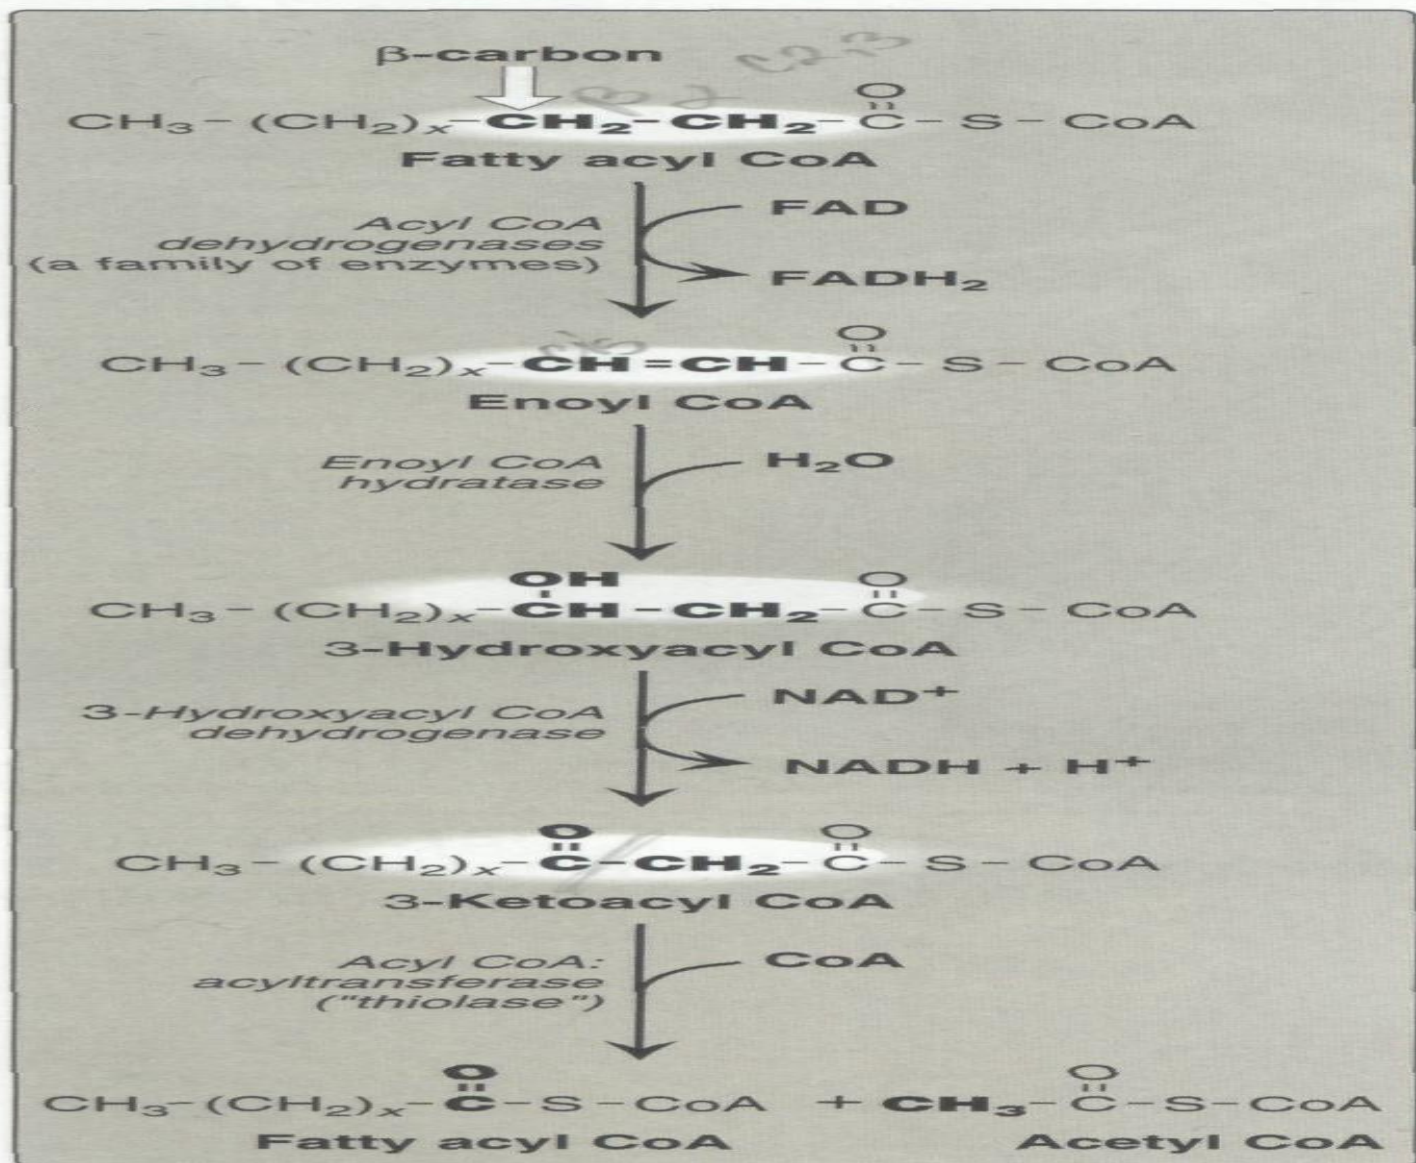 β-carbon
CH₃ – (CH₂)ₓ – CH₂ – CH₂ – C – S – CoA
O
Fatty acyl CoA
Acyl CoA
dehydrogenases
(a family of enzymes)
FAD
FADH₂
O
CH₃ – (CH₂)ₓ – CH = CH – C – S – CoA
Enoyl CoA
Enoyl CoA
hydratase
H₂O
OH O
CH₃ – (CH₂)ₓ – CH – CH₂ – C – S – CoA
3-Hydroxyacyl CoA
3-Hydroxyacyl CoA
dehydrogenase
NAD⁺
NADH + H⁺
O O
CH₃ – (CH₂)ₓ – C – CH₂ – C – S – CoA
3-Ketoacyl CoA
Acyl CoA:
acyltransferase
("thiolase")
CoA
O O
CH₃ – (CH₂)ₓ – C – S – CoA + CH₃ – C – S – CoA
Fatty acyl CoA Acetyl CoA